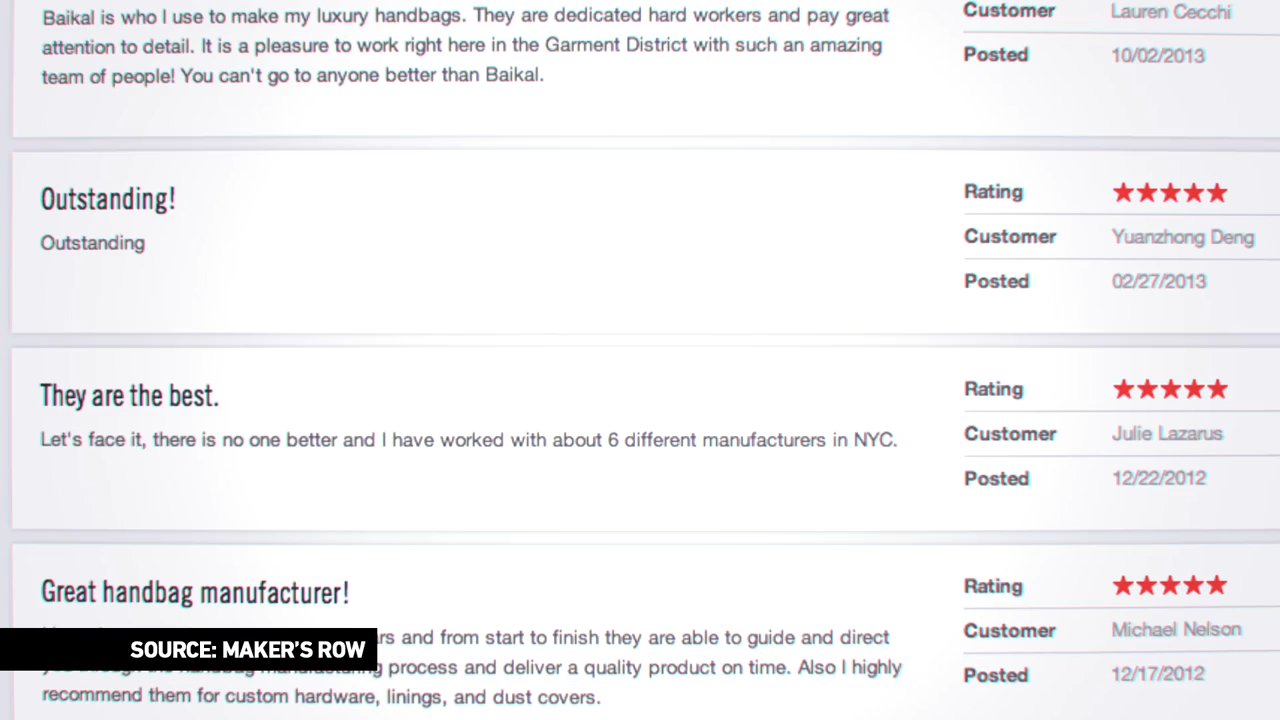 Baikal is who I use to make my luxury handbags. They are dedicated hard workers and pay great
attention to detail. It is a pleasure to work right here in the Garment District with such an amazing
team of people! You can't go to anyone better than Baikal.
Customer Lauren Cecchi
Posted 10/02/2013
Outstanding!
Outstanding
Rating ★★★★★
Customer Yuanzhong Deng
Posted 02/27/2013
They are the best.
Let's face it, there is no one better and I have worked with about 6 different manufacturers in NYC.
Rating ★★★★★
Customer Julie Lazarus
Posted 12/22/2012
Great handbag manufacturer!
and from start to finish they are able to guide and direct
process and deliver a quality product on time. Also I highly
recommend them for custom hardware, linings, and dust covers.
Rating ★★★★★
Customer Michael Nelson
Posted 12/17/2012
SOURCE: MAKER'S ROW